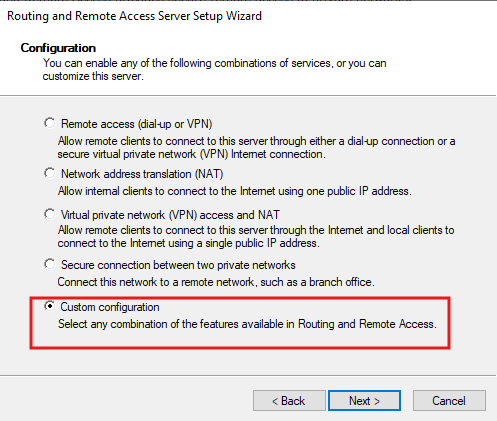 Routing and Remote Access Server Setup Wizard
Configuration
You can enable any of the following combinations of services, or you can
customize this server.
Remote access (dial-up or VPN)
Allow remote clients to connect to this server through either a dial-up connection or a
secure virtual private network (VPN) Internet connection.
Network address translation (NAT)
Allow internal clients to connect to the Internet using one public IP address.
Virtual private network (VPN) access and NAT
Allow remote clients to connect to this server through the Internet and local clients to
connect to the Internet using a single public IP address.
Secure connection between two private networks
Connect this network to a remote network, such as a branch office.
Custom configuration
Select any combination of the features available in Routing and Remote Access.
< Back Next > Cancel